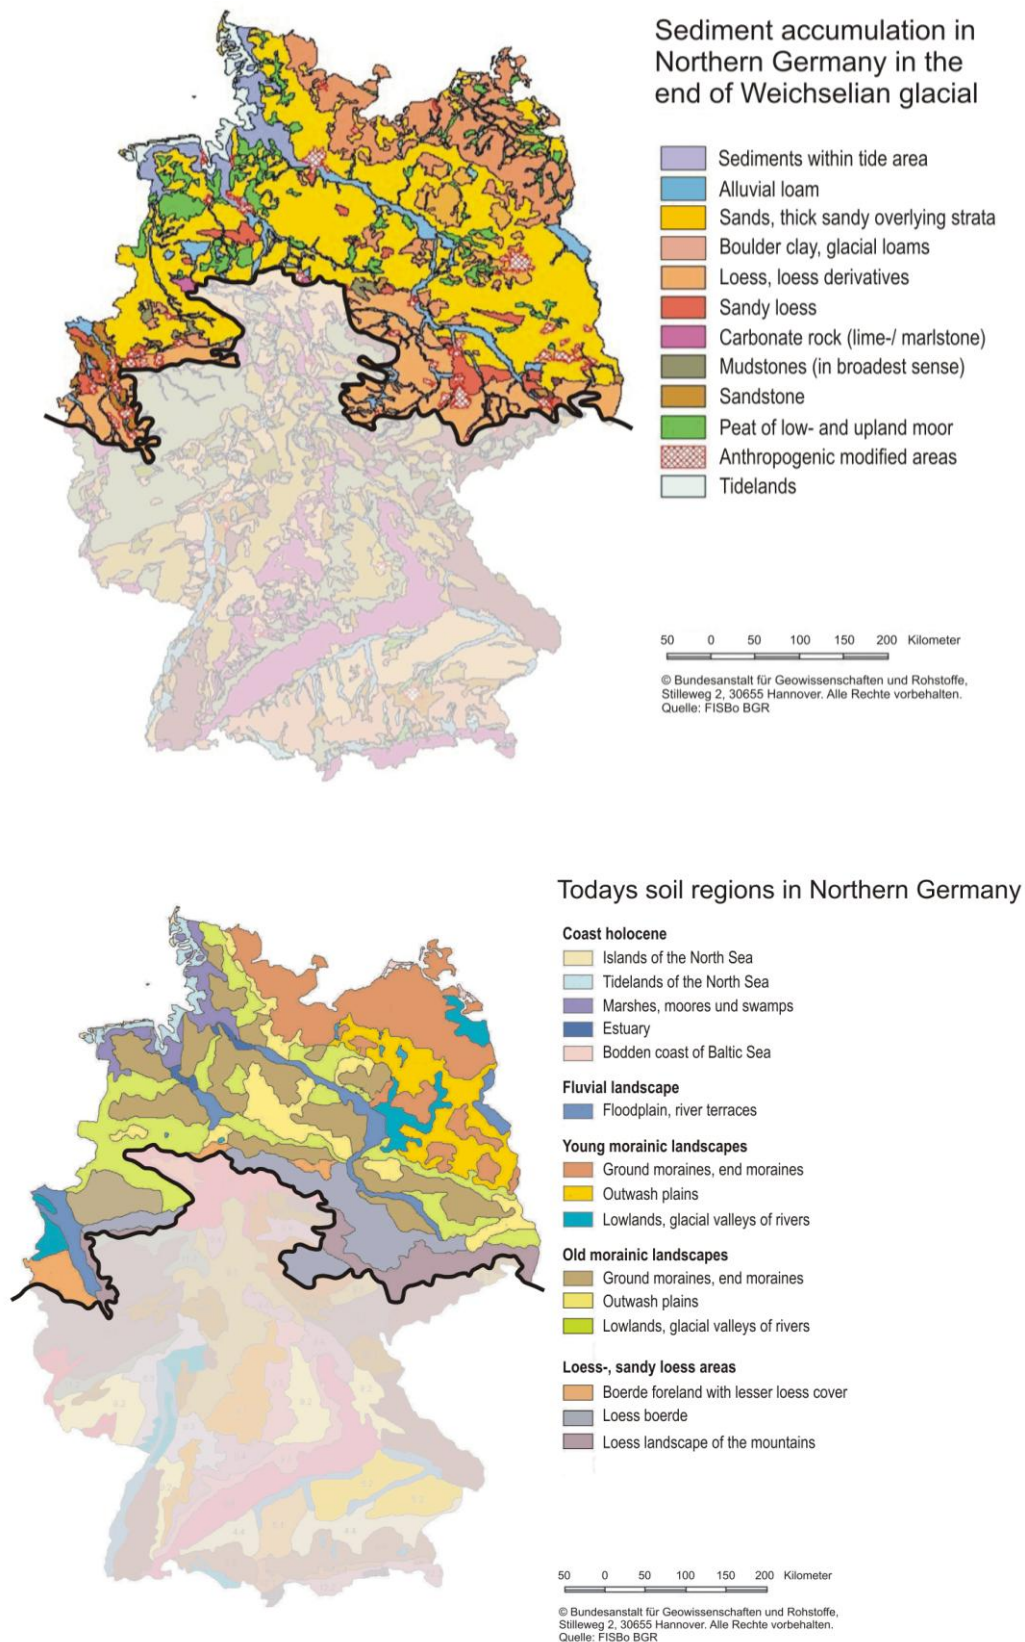 Sediment accumulation in
Northern Germany in the
end of Weichselian glacial
Sediments within tide area
Alluvial loam
Sands, thick sandy overlying strata
Boulder clay, glacial loams
Loess, loess derivatives
Sandy loess
Carbonate rock (lime-/ marlstone)
Mudstones (in broadest sense)
Sandstone
Peat of low- and upland moor
Anthropogenic modified areas
Tidelands
50 0 50 100 150 200 Kilometer
© Bundesanstalt für Geowissenschaften und Rohstoffe,
Stilleweg 2, 30655 Hannover. Alle Rechte vorbehalten.
Quelle: FISBo BGR
Todays soil regions in Northern Germany
Coast holocene
Islands of the North Sea
Tidelands of the North Sea
Marshes, moores und swamps
Estuary
Bodden coast of Baltic Sea
Fluvial landscape
Floodplain, river terraces
Young morainic landscapes
Ground moraines, end moraines
Outwash plains
Lowlands, glacial valleys of rivers
Old morainic landscapes
Ground moraines, end moraines
Outwash plains
Lowlands, glacial valleys of rivers
Loess-, sandy loess areas
Boerde foreland with lesser loess cover
Loess boerde
Loess landscape of the mountains
50 0 50 100 150 200 Kilometer
© Bundesanstalt für Geowissenschaften und Rohstoffe,
Stilleweg 2, 30655 Hannover. Alle Rechte vorbehalten.
Quelle: FISBo BGR